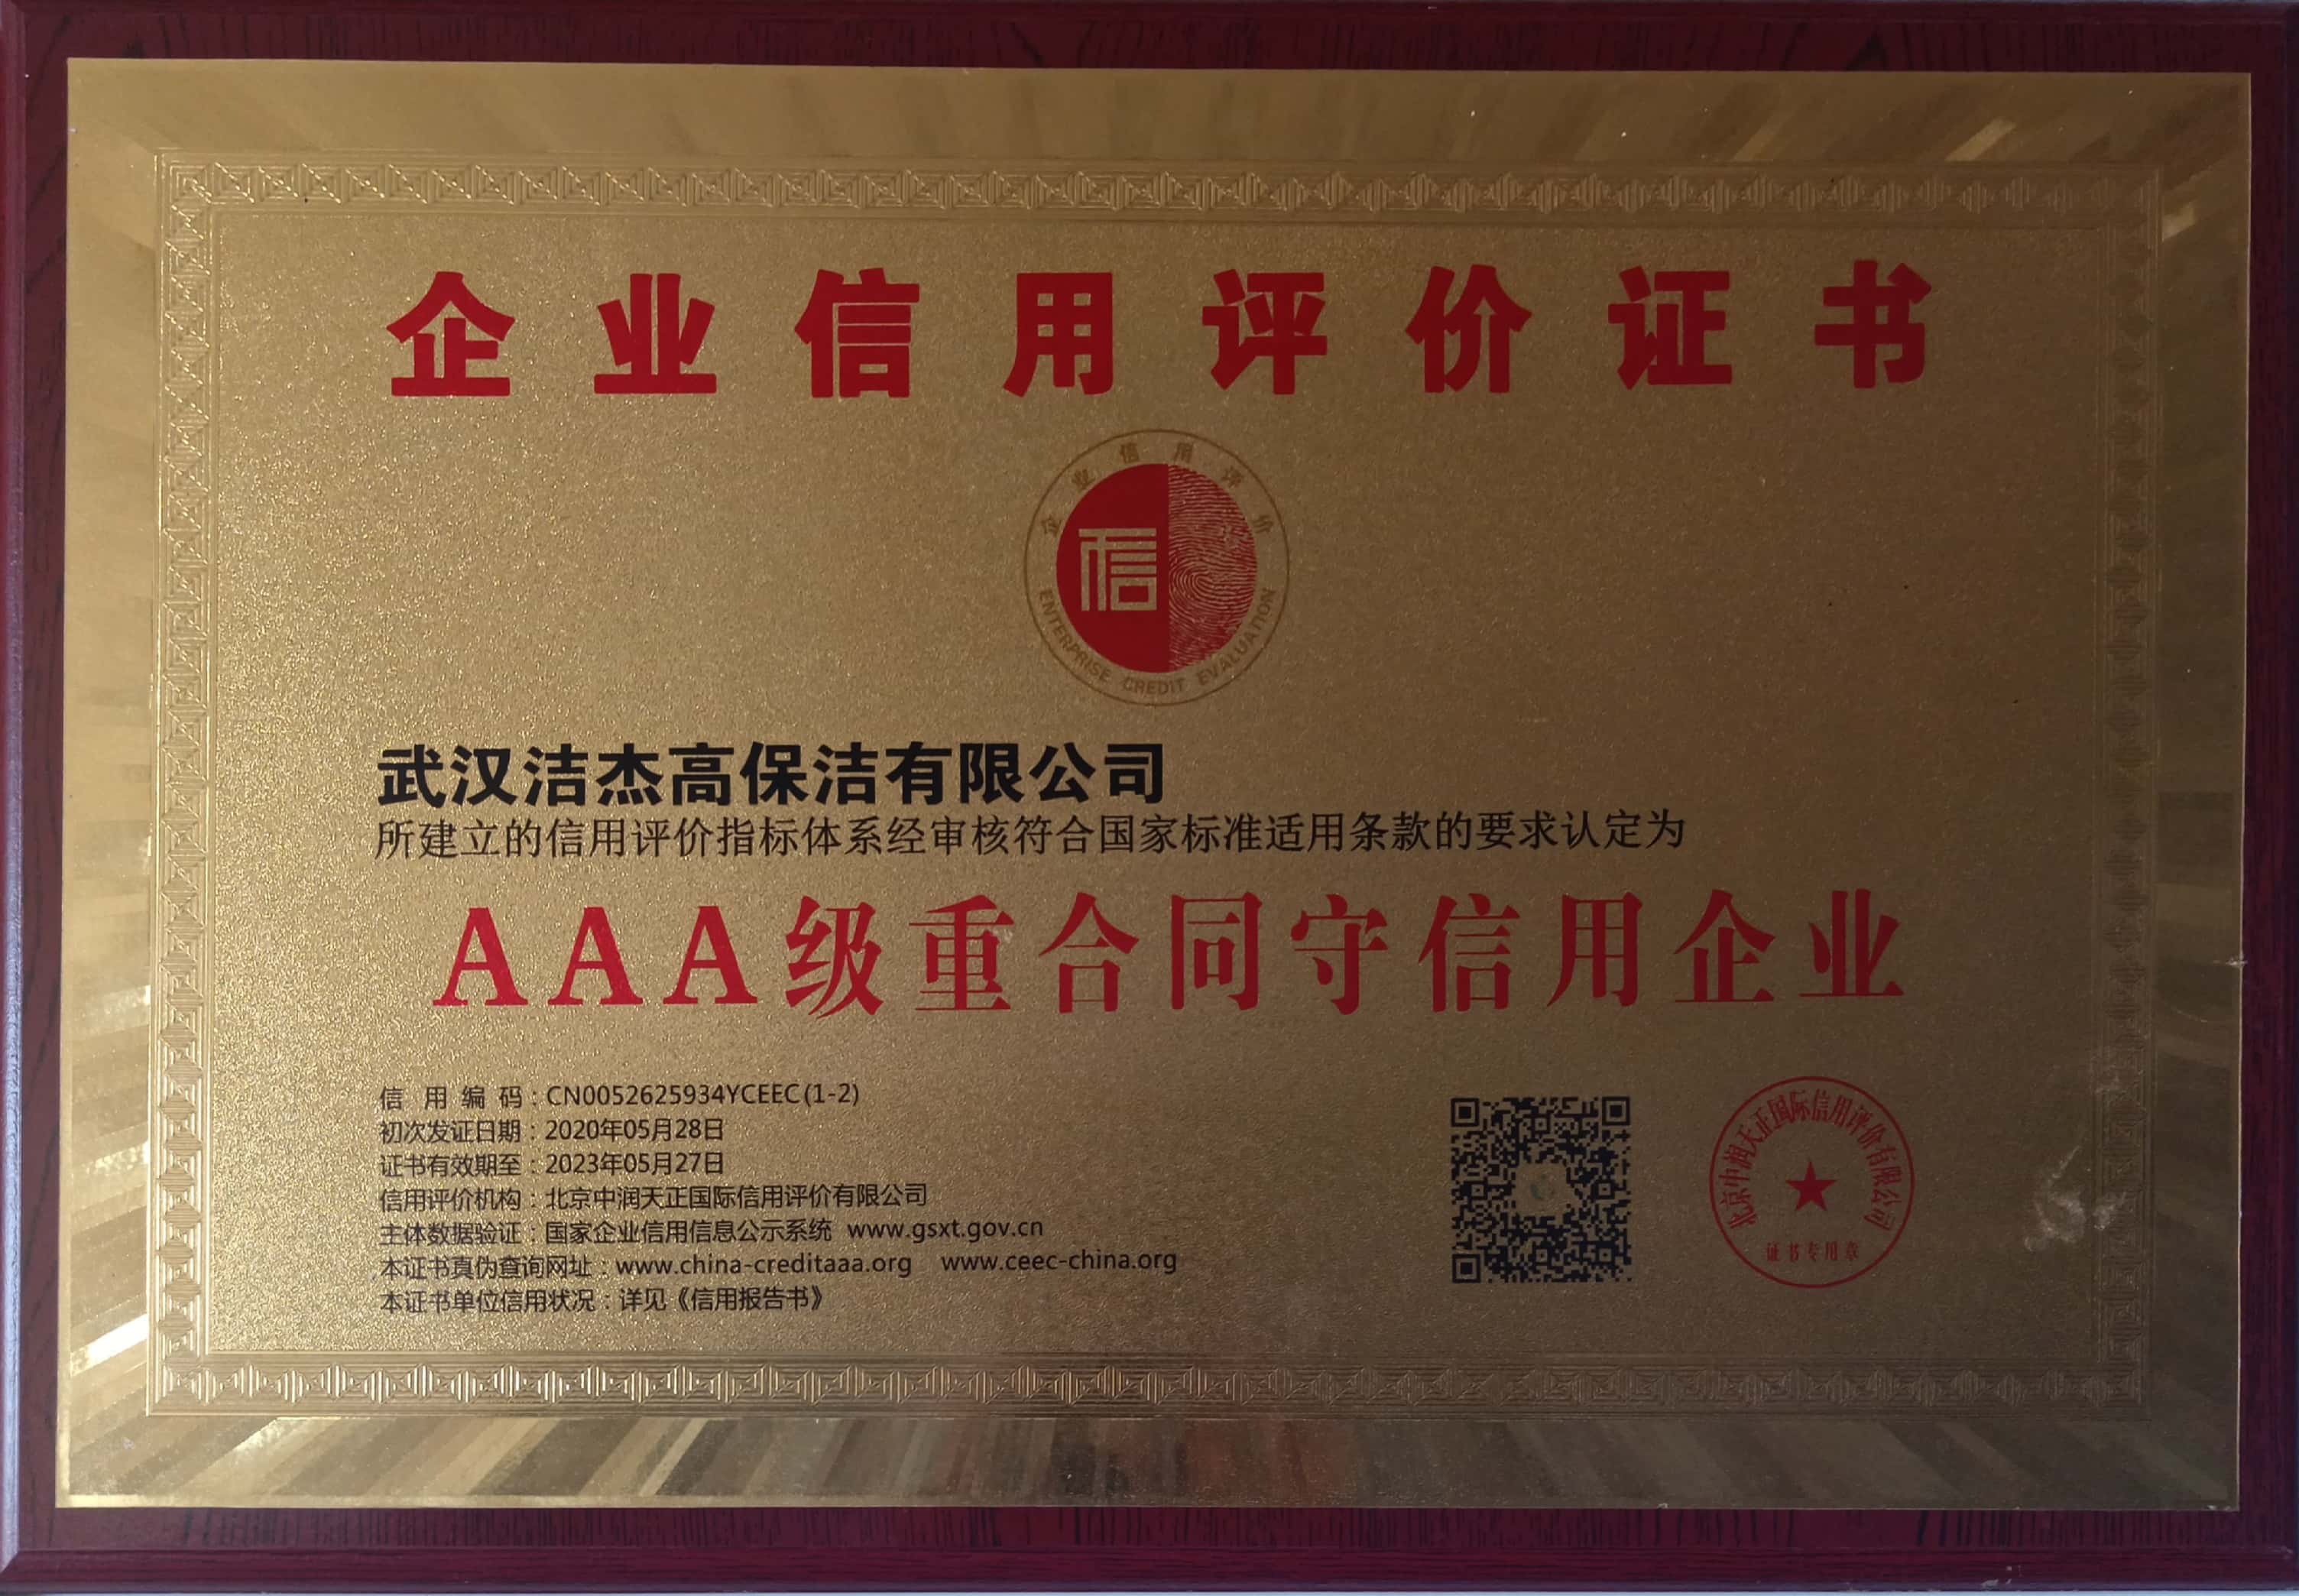 企业信用评价证书
企业信用评价
信
ENTERPRISE CREDIT EVALUATION
武汉洁杰高保洁有限公司
所建立的信用评价指标体系经审核符合国家标准适用条款的要求认定为
AAA级重合同守信用企业
信用编码：CN0052625934YCEEC(1-2)
初次发证日期：2020年05月28日
证书有效期至：2023年05月27日
信用评价机构：北京中润天正国际信用评价有限公司
主体数据验证：国家企业信用信息公示系统 www.gsxt.gov.cn
本证书真伪查询网址：www.china-creditaaa.org www.ceec-china.org
本证书单位信用状况：详见《信用报告书》
北京中润天正国际信用评价有限公司
证书专用章